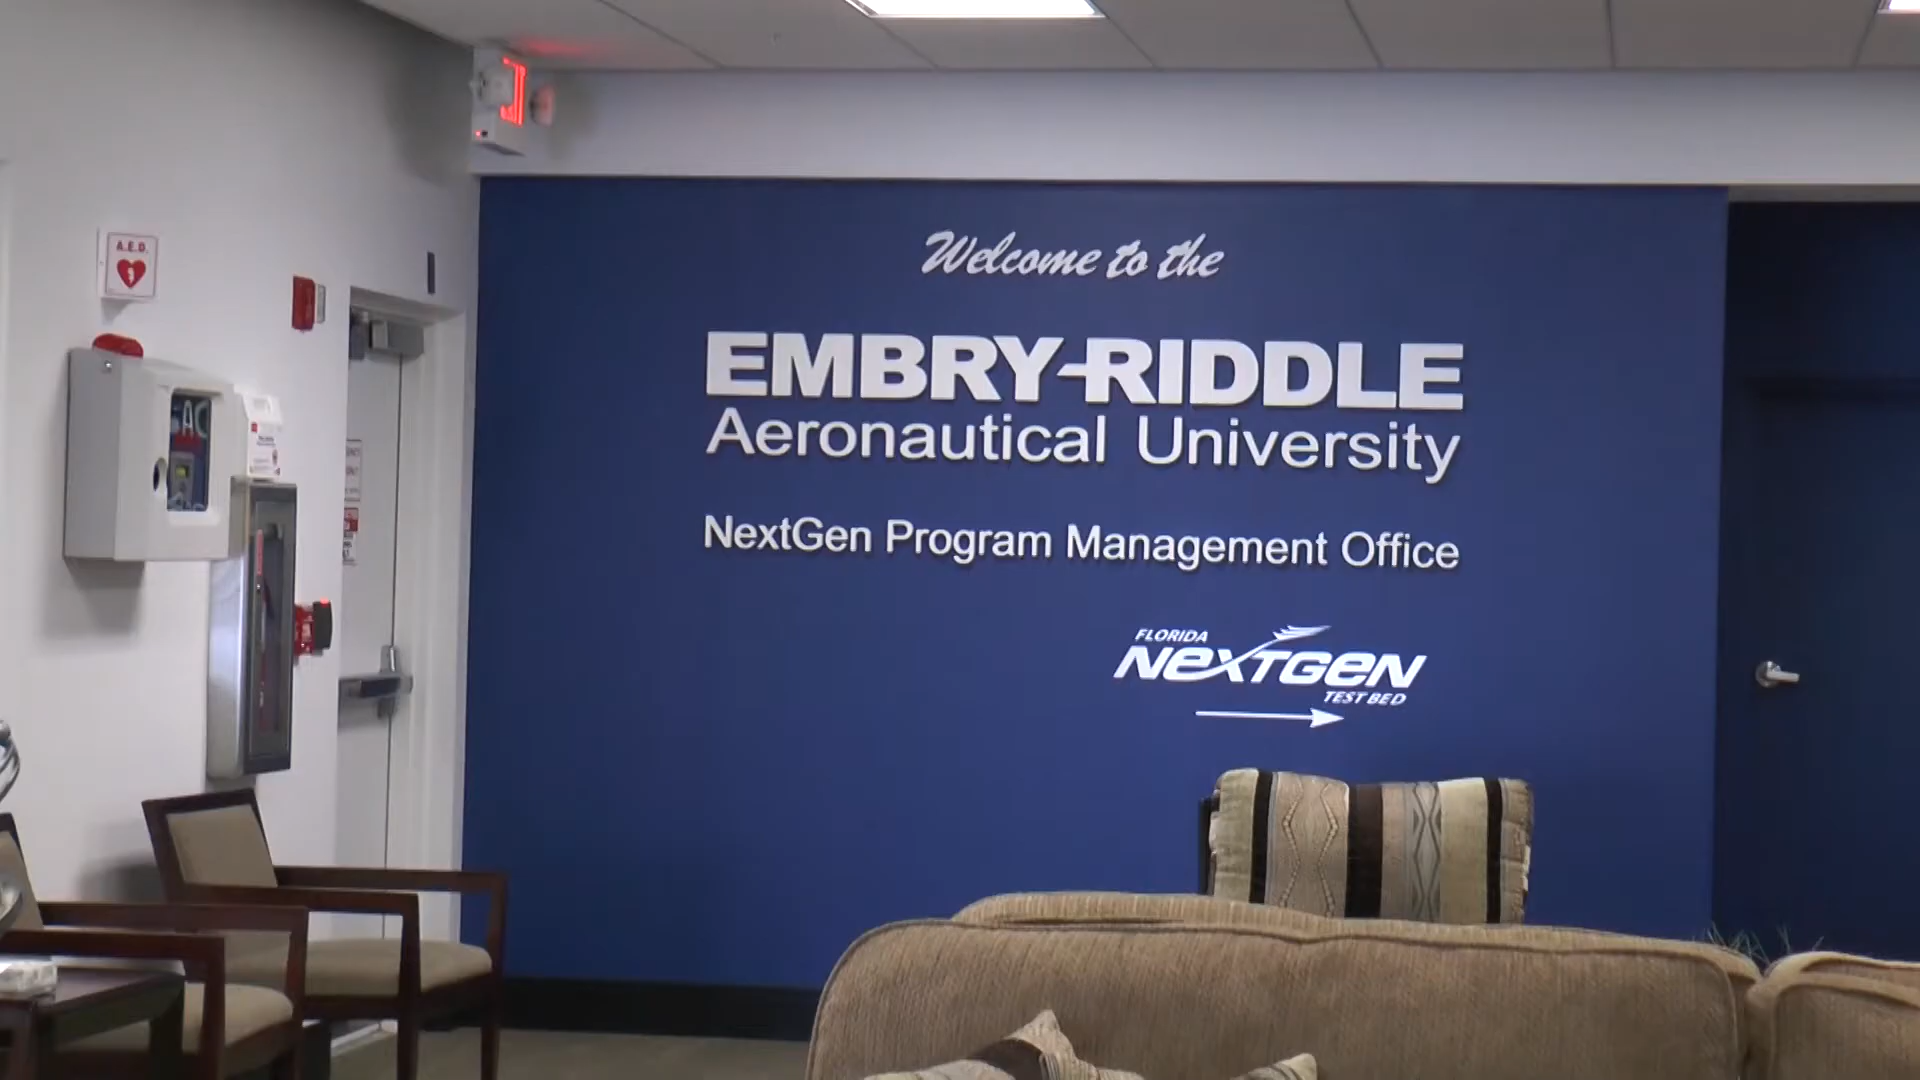 Welcome to the
EMBRY-RIDDLE
Aeronautical University
NextGen Program Management Office
FLORIDA
NEXTGEN
TEST BED
A.E.D.